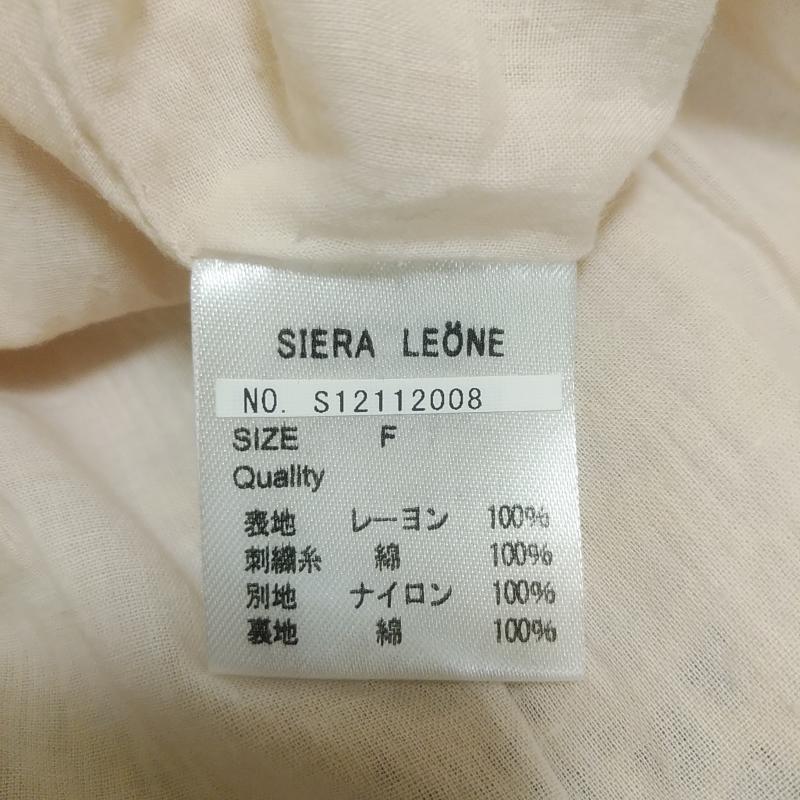 SIERA LEÖNE
NO. S12112008
SIZE F
Quality
表地 レーヨン 100%
刺繍糸 綿 100%
別地 ナイロン 100%
裏地 綿 100%